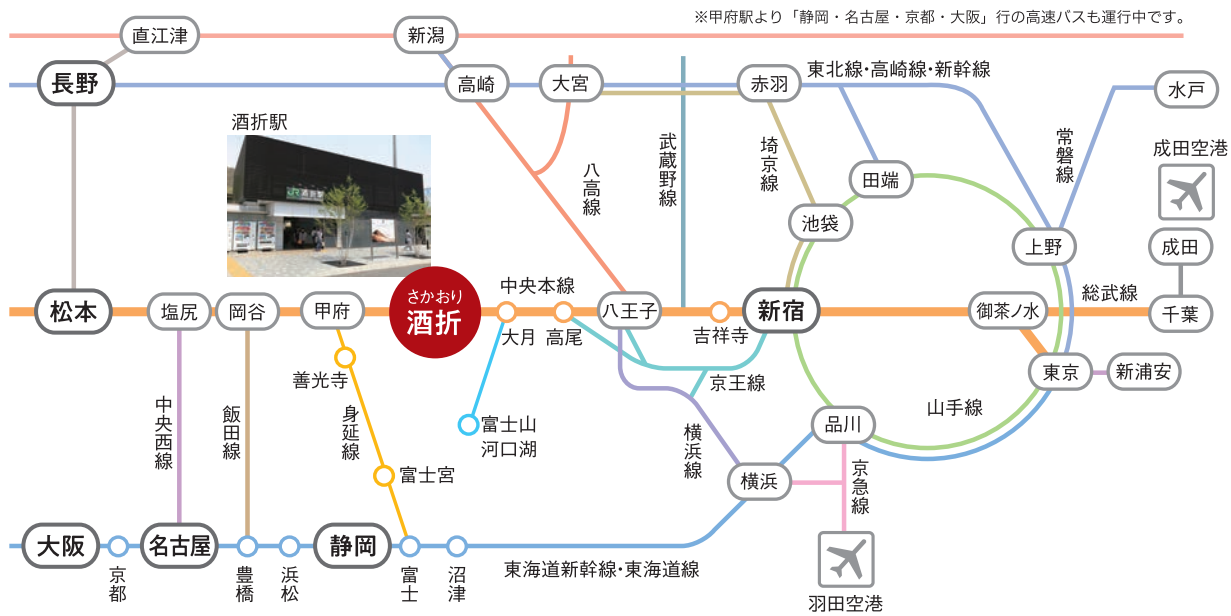 ※甲府駅より「静岡・名古屋・京都・大阪」行の高速バスも運行中です。
直江津
新潟
長野
高崎
大宮
赤羽
東北線・高崎線・新幹線
水戸
酒折駅
JR 酒折駅
八高線
武蔵野線
埼京線
田端
常磐線
成田空港
池袋
上野
成田
松本
塩尻
岡谷
甲府
さかおり
酒折
中央本線
大月
高尾
八王子
吉祥寺
新宿
御茶ノ水
総武線
千葉
善光寺
京王線
東京
新浦安
中央西線
飯田線
身延線
富士山
河口湖
横浜線
品川
山手線
富士宮
横浜
京急線
大阪
京都
名古屋
豊橋
浜松
静岡
富士
沼津
東海道新幹線・東海道線
羽田空港